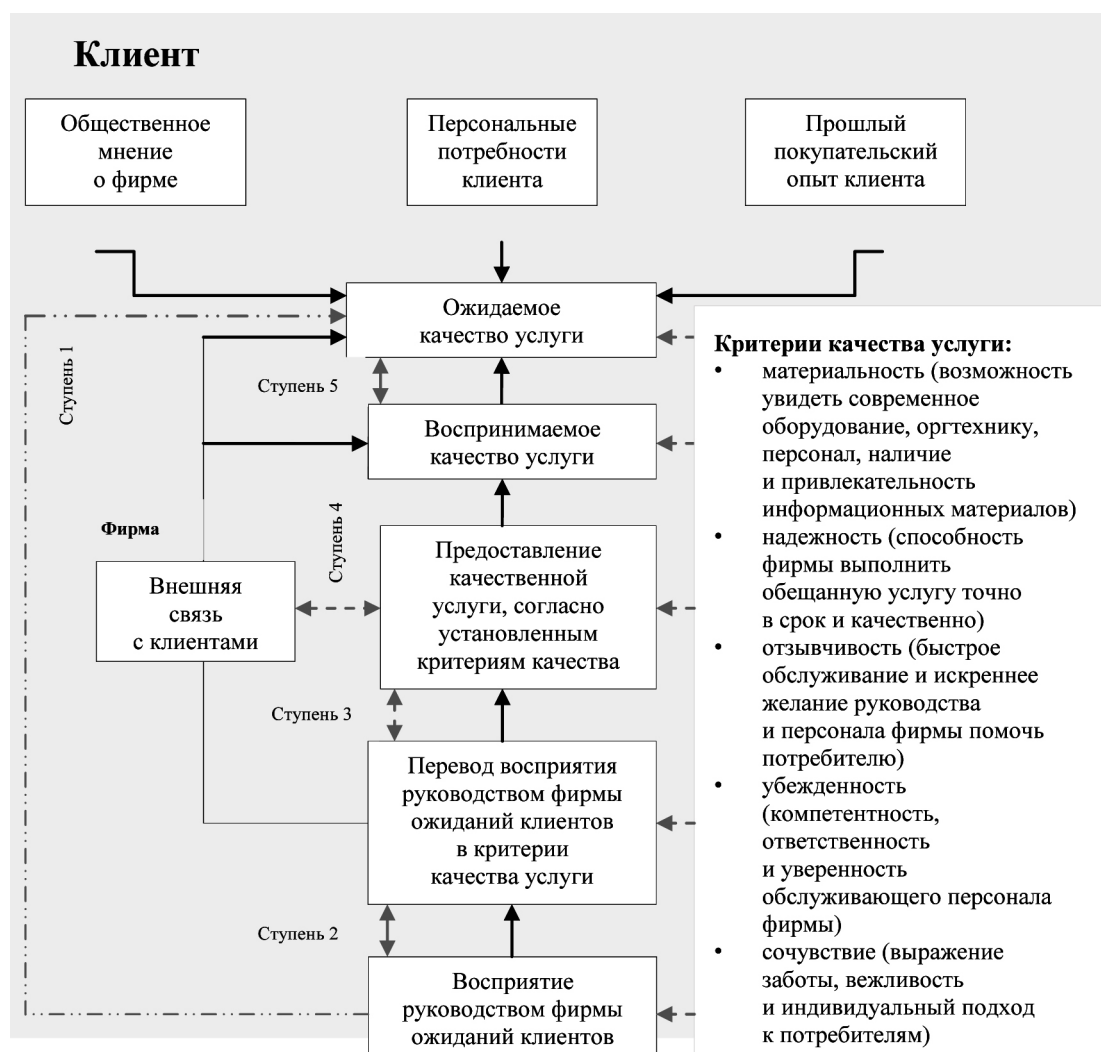 Клиент
Общественное
мнение
о фирме
Персональные
потребности
клиента
Прошлый
покупательский
опыт клиента
Ожидаемое
качество услуги
Ступень 1
Ступень 5
Воспринимаемое
качество услуги
Фирма
Ступень 4
Внешняя
связь
с клиентами
Предоставление
качественной
услуги, согласно
установленным
критериям качества
Ступень 3
Перевод восприятия
руководством фирмы
ожиданий клиентов
в критерии
качества услуги
Ступень 2
Восприятие
руководством фирмы
ожиданий клиентов
Критерии качества услуги:
• материальность (возможность
увидеть современное
оборудование, оргтехнику,
персонал, наличие
и привлекательность
информационных материалов)
• надежность (способность
фирмы выполнить
обещанную услугу точно
в срок и качественно)
• отзывчивость (быстрое
обслуживание и искреннее
желание руководства
и персонала фирмы помочь
потребителю)
• убежденность
(компетентность,
ответственность
и уверенность
обслуживающего персонала
фирмы)
• сочувствие (выражение
заботы, вежливость
и индивидуальный подход
к потребителям)